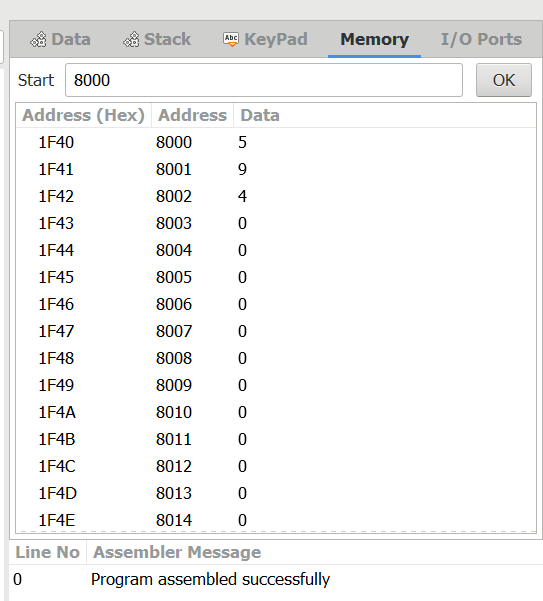 Data Stack Abc KeyPad Memory I/O Ports
Start 8000 OK
Address (Hex) Address Data
1F40 8000 5
1F41 8001 9
1F42 8002 4
1F43 8003 0
1F44 8004 0
1F45 8005 0
1F46 8006 0
1F47 8007 0
1F48 8008 0
1F49 8009 0
1F4A 8010 0
1F4B 8011 0
1F4C 8012 0
1F4D 8013 0
1F4E 8014 0
Line No Assembler Message
0 Program assembled successfully